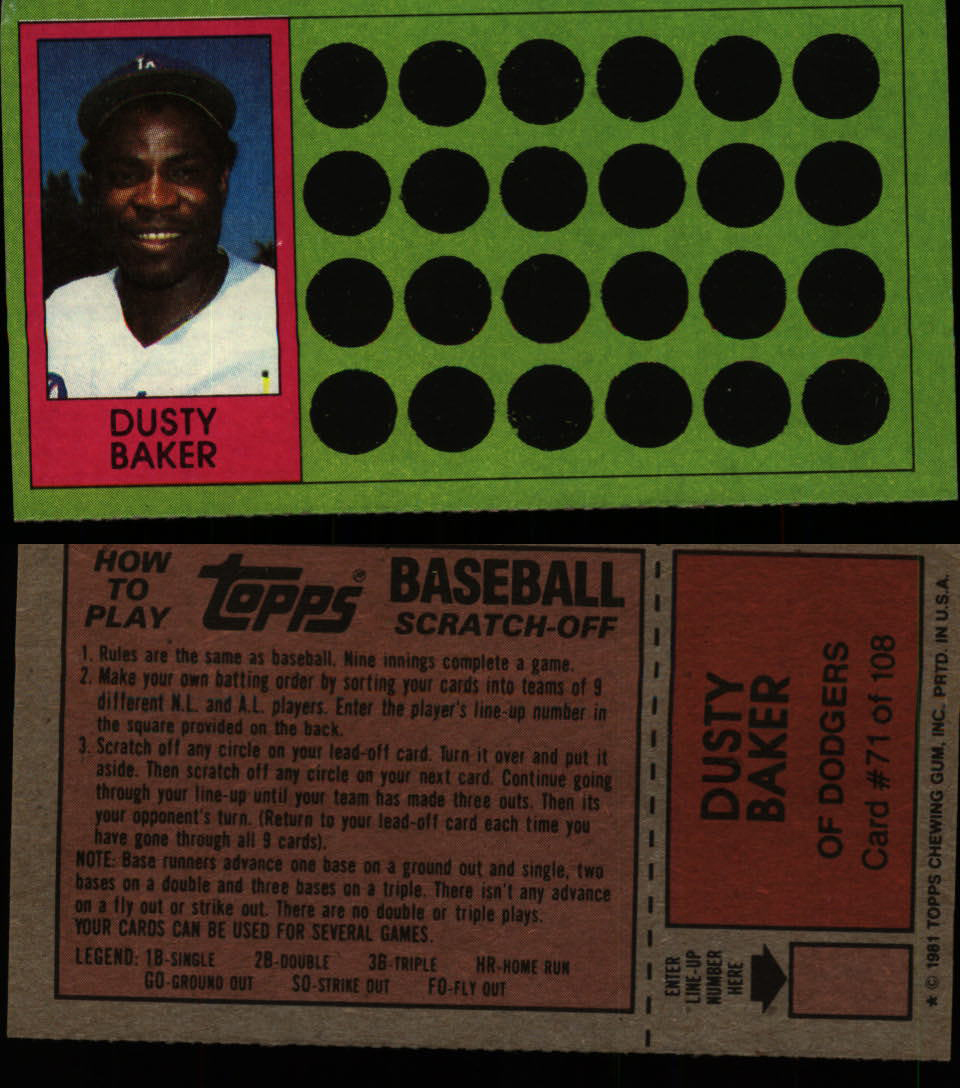 LA
DUSTY
BAKER
HOW
TO
PLAY
topps®
BASEBALL
SCRATCH-OFF
1. Rules are the same as baseball. Nine innings complete a game.
2. Make your own batting order by sorting your cards into teams of 9
different N.L. and A.L. players. Enter the player's line-up number in
the square provided on the back.
3. Scratch off any circle on your lead-off card. Turn it over and put it
aside. Then scratch off any circle on your next card. Continue going
through your line-up until your team has made three outs. Then its
your opponent's turn. (Return to your lead-off card each time you
have gone through all 9 cards).
NOTE: Base runners advance one base on a ground out and single, two
bases on a double and three bases on a triple. There isn't any advance
on a fly out or strike out. There are no double or triple plays.
YOUR CARDS CAN BE USED FOR SEVERAL GAMES.
LEGEND: 1B-SINGLE 2B-DOUBLE 3B-TRIPLE HR-HOME RUN
GO-GROUND OUT SO-STRIKE OUT FO-FLY OUT
DUSTY
BAKER
OF DODGERS
Card #71 of 108
ENTER
LINE-UP
NUMBER
HERE
* © 1981 TOPPS CHEWING GUM, INC. PRTD. IN U.S.A.